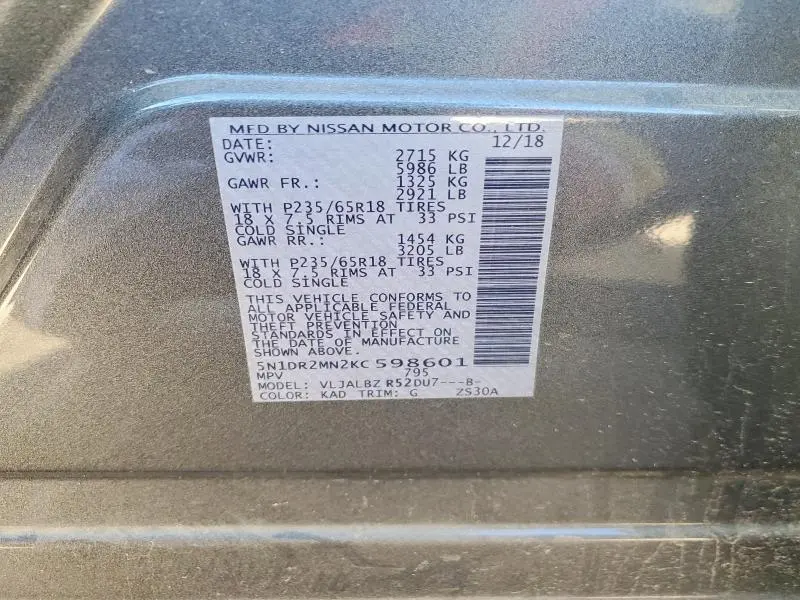 MFD BY NISSAN MOTOR CO., LTD.
DATE: 12/18
GVWR: 2715 KG
5986 LB
GAWR FR.: 1325 KG
2921 LB
WITH P235/65R18 TIRES
18 X 7.5 RIMS AT 33 PSI
COLD SINGLE
GAWR RR.: 1454 KG
3205 LB
WITH P235/65R18 TIRES
18 X 7.5 RIMS AT 33 PSI
COLD SINGLE
THIS VEHICLE CONFORMS TO
ALL APPLICABLE FEDERAL
MOTOR VEHICLE SAFETY AND
THEFT PREVENTION
STANDARDS IN EFFECT ON
THE DATE OF MANUFACTURE
SHOWN ABOVE.
5N1DR2MN2KC 598601
MPV 795
MODEL: VLJALBZ R52DU7---B-
COLOR: KAD TRIM: G ZS30A